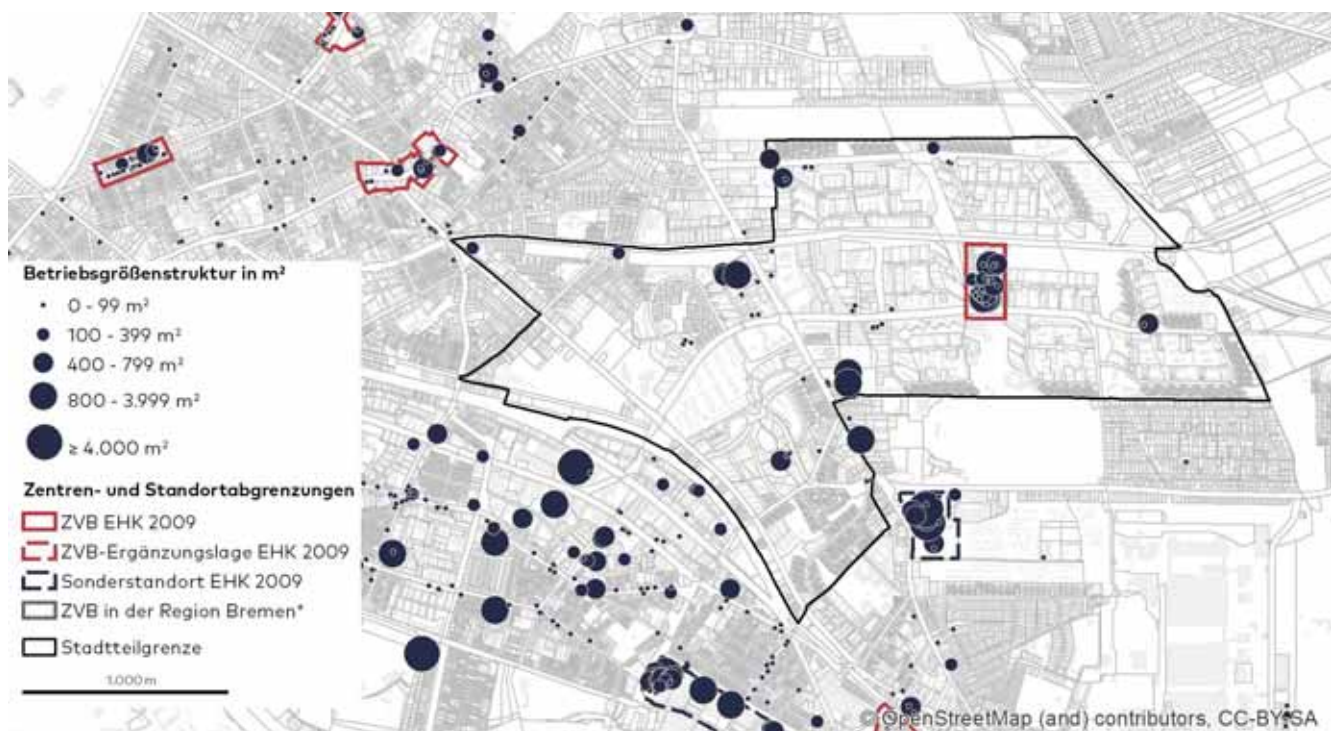 Betriebsgrößenstruktur in m²
0 - 99 m²
100 - 399 m²
400 - 799 m²
800 - 3.999 m²
≥ 4.000 m²
Zentren- und Standortabgrenzungen
ZVB EHK 2009
ZVB-Ergänzungslage EHK 2009
Sonderstandort EHK 2009
ZVB in der Region Bremen*
Stadtteilgrenze
1.000 m
© OpenStreetMap (and) contributors, CC-BY-SA